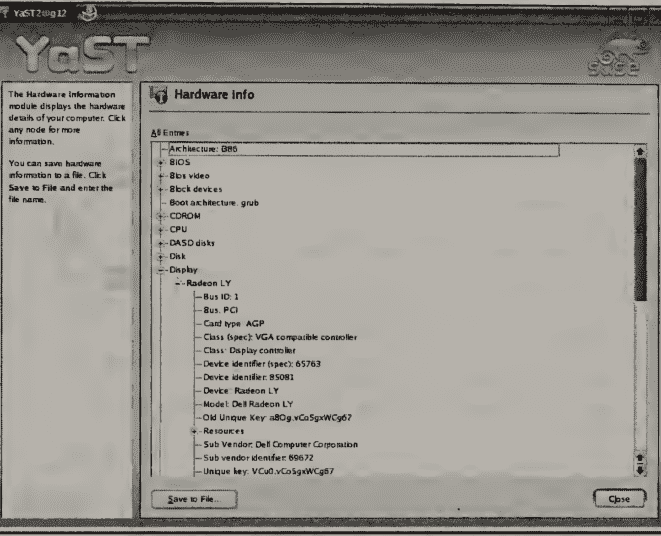 YaST2@g12
YaST
SuSE
The Hardware Information
module displays the hardware
details of your computer. Click
any node for more
information.
You can save hardware
information to a file. Click
Save to File and enter the
file name.
Hardware Info
All Entries
Architecture: i386
BIOS
Bios video
Block devices
Boot architecture: grub
CDROM
CPU
DASD disks
Disk
Display
Radeon LY
Bus ID: 1
Bus: PCI
Card type: AGP
Class (spec): VGA compatible controller
Class: Display controller
Device identifier (spec): 65763
Device identifier: 85081
Device: Radeon LY
Model: Dell Radeon LY
Old Unique Key: a8Og.vCoSgxWCg67
Resources
Sub Vendor: Dell Computer Corporation
Sub vendor identifier: 69672
Unique key: VCu0.vCoSgxWCg67
Save to File...
Close